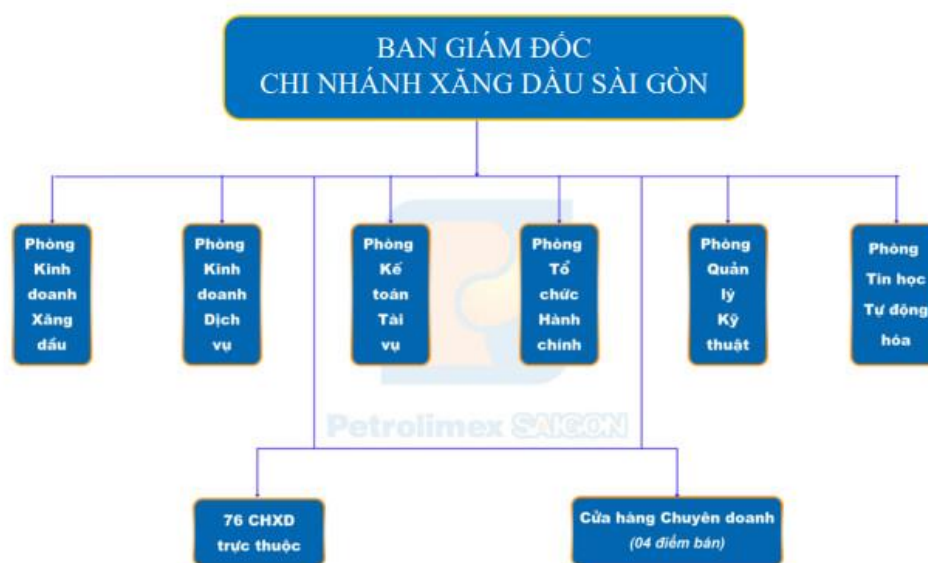 BAN GIÁM ĐỐC
CHI NHÁNH XĂNG DẦU SÀI GÒN
Phòng
Kinh
doanh
Xăng
dầu
Phòng
Kinh
doanh
Dịch
vụ
Phòng
Kế
toán
Tài
vụ
Phòng
Tổ
chức
Hành
chính
Phòng
Quản
lý
Kỹ
thuật
Phòng
Tin học
Tự động
hóa
Petrolimex SAIGON
76 CHXD
trực thuộc
Cửa hàng Chuyên doanh
(04 điểm bán)